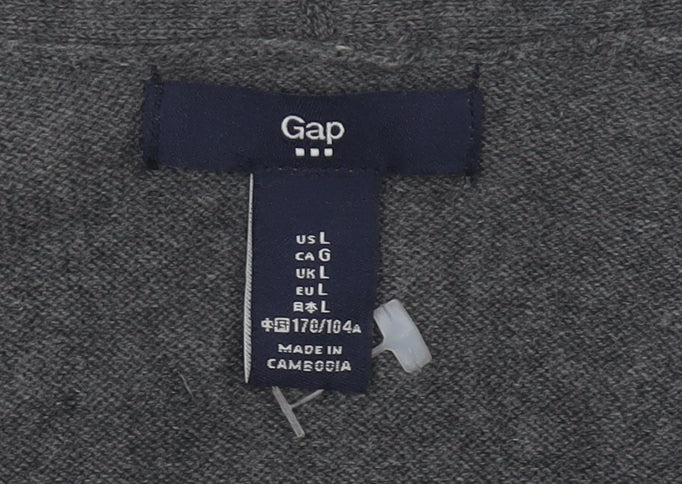 Gap
US L
CA G
UK L
EU L
日本 L
中国 170/104A
MADE IN
CAMBODIA